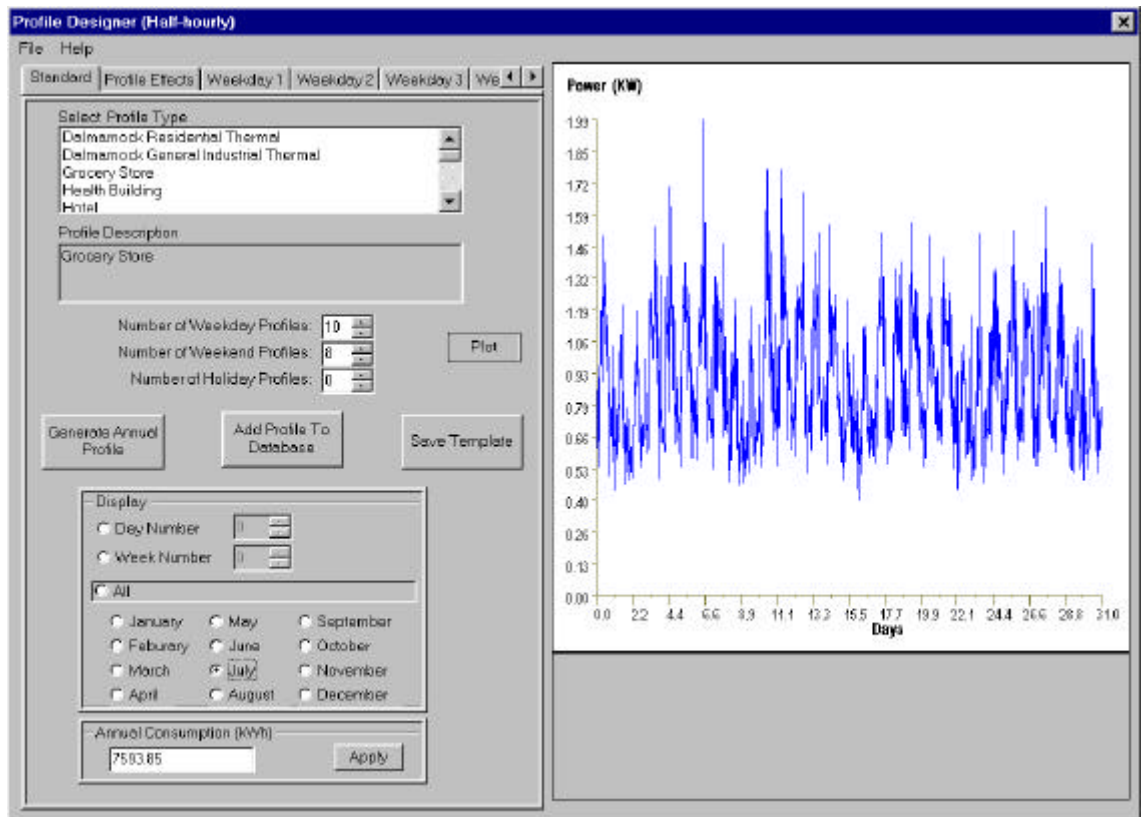 Profile Designer (Half-hourly)
File Help
Standard Profile Effects Weekday 1 Weekday 2 Weekday 3 We
Select Profile Type
Dalmarnock Residential Thermal
Dalmarnock General Industrial Thermal
Grocery Store
Health Building
Hotel
Profile Description
Grocery Store
Number of Weekday Profiles: 10
Number of Weekend Profiles: 8
Number of Holiday Profiles: 0
Plot
Generate Annual
Profile
Add Profile To
Database
Save Template
Display
Day Number 0
Week Number 0
All
January May September
Feburary June October
March July November
April August December
Annual Consumption (kWh)
7593.85
Apply
Power (KW)
1.99
1.85
1.72
1.59
1.46
1.32
1.19
1.06
0.93
0.79
0.66
0.53
0.40
0.26
0.13
0.00
0.0 2.2 4.4 6.6 8.9 11.1 13.3 15.5 17.7 19.9 22.1 24.4 26.6 28.8 31.0
Days